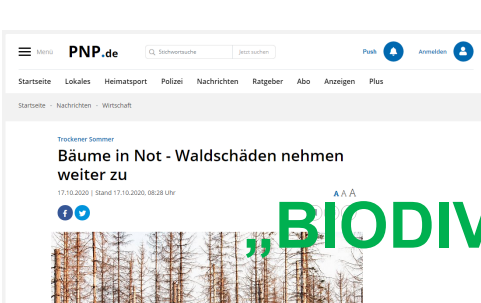 Menü
PNP.de
Stichwortsuche
Jetzt suchen
Push
Anmelden
Startseite Lokales Heimatsport Polizei Nachrichten Ratgeber Abo Anzeigen Plus
Startseite - Nachrichten - Wirtschaft
Trockener Sommer
Bäume in Not - Waldschäden nehmen
weiter zu
17.10.2020 | Stand 17.10.2020, 08:28 Uhr
A A A
„BIODIV